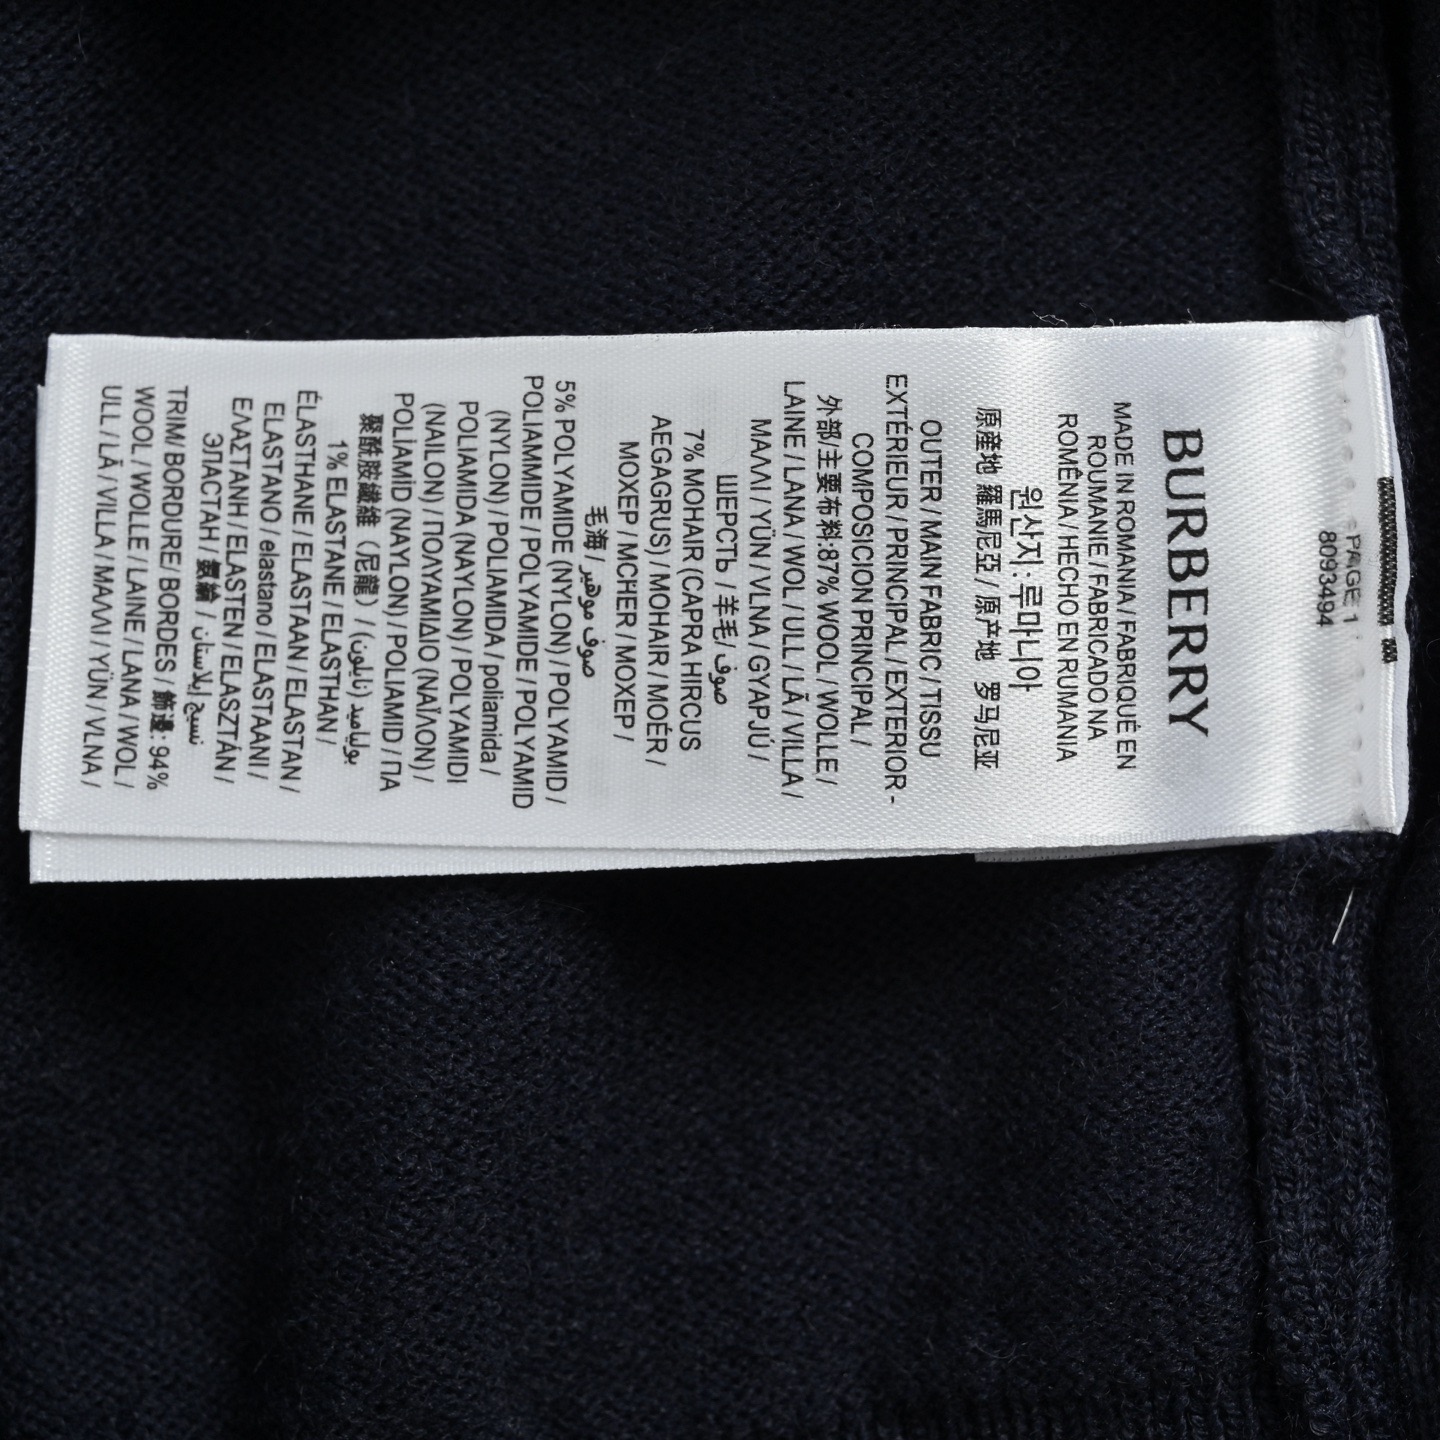 PAGE 1
8093494
BURBERRY
MADE IN ROMANIA / FABRIQUÉ EN
ROUMANIE / FABRICADO NA
ROMÊNIA / HECHO EN RUMANIA
원산지: 루마니아
原產地 羅馬尼亞 / 原产地 罗马尼亚
OUTER / MAIN FABRIC / TISSU
EXTÉRIEUR / PRINCIPAL / EXTERIOR-
COMPOSICION PRINCIPAL /
外部/主要布料:87% WOOL / WOLLE /
LAINE / LANA / WOL / ULL / LÃ / VILLA /
ΜΑΛΛΙ / YÜN / VLNA / GYAPJÚ /
ШЕРСТЬ / 羊毛 / صوف
7% MOHAIR (CAPRA HIRCUS
AEGAGRUS) / MOHAIR / MOÉR /
MOXEP / MCHER / MOXEP /
毛海 / صوف موهير
5% POLYAMIDE (NYLON) / POLYAMID /
POLIAMMIDE / POLYAMIDE / POLYAMID
(NYLON) / POLIAMIDA / poliamida /
POLIAMIDA (NAYLON) / POLYAMIDI
(NAILON) / ΠΟΛΥΑΜΙΔΙΟ (ΝΑΪΛΟΝ) /
POLİAMİD (NAYLON) / POLIAMID / ПА
聚酰胺纖維（尼龍） / (نايلون) بولياميد
1% ELASTANE / ELASTHAN /
ÉLASTHANE / ELASTAAN / ELASTAN /
ELASTANO / elastano / ELASTAANI /
ΕΛΑΣΤΑΝΗ / ELASTEN / ELASZTÁN /
ЭЛАСТАН / 氨綸 / نسيج إيلاستان
TRIM/ BORDURE/ BORDES / 飾邊: 94%
WOOL / WOLLE / LAINE / LANA / WOL /
ULL / LÃ / VILLA / ΜΑΛΛΙ / YÜN / VLNA /